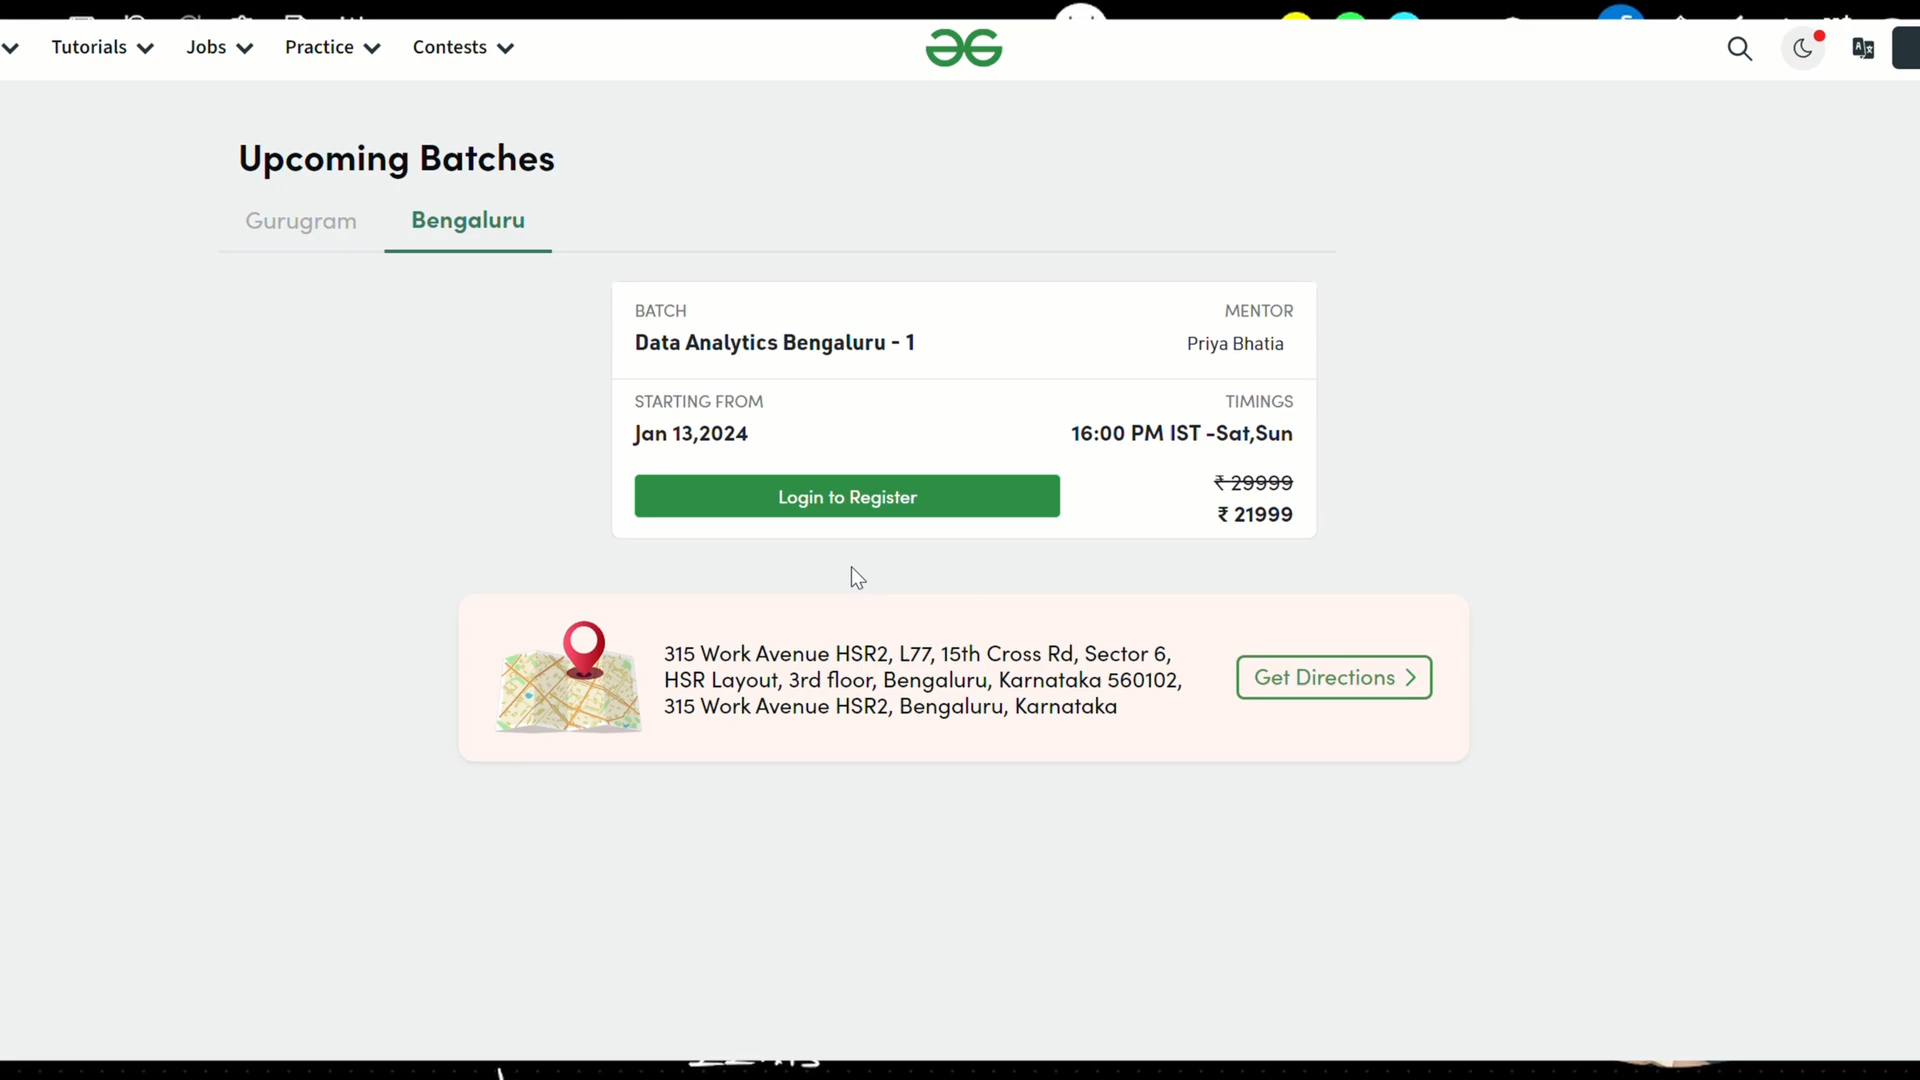 Tutorials
Jobs
Practice
Contests
Upcoming Batches
Gurugram
Bengaluru
BATCH
MENTOR
Data Analytics Bengaluru - 1
Priya Bhatia
STARTING FROM
TIMINGS
Jan 13,2024
16:00 PM IST -Sat,Sun
Login to Register
₹ 29999
₹ 21999
315 Work Avenue HSR2, L77, 15th Cross Rd, Sector 6,
HSR Layout, 3rd floor, Bengaluru, Karnataka 560102,
315 Work Avenue HSR2, Bengaluru, Karnataka
Get Directions